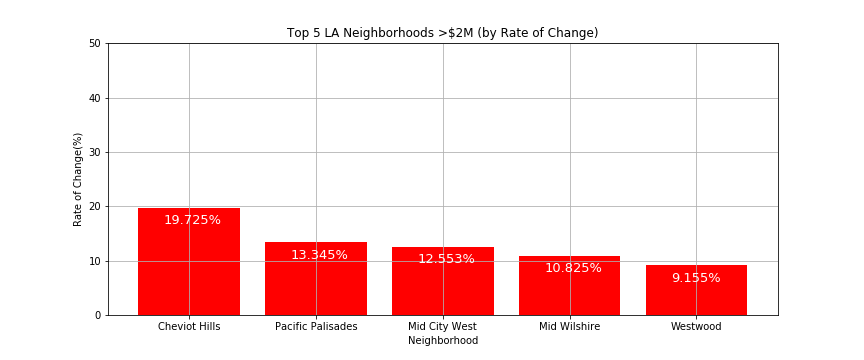 Top 5 LA Neighborhoods >$2M (by Rate of Change)
Rate of Change(%)
50
40
30
20
10
0
19.725%
13.345%
12.553%
10.825%
9.155%
Cheviot Hills
Pacific Palisades
Mid City West
Mid Wilshire
Westwood
Neighborhood